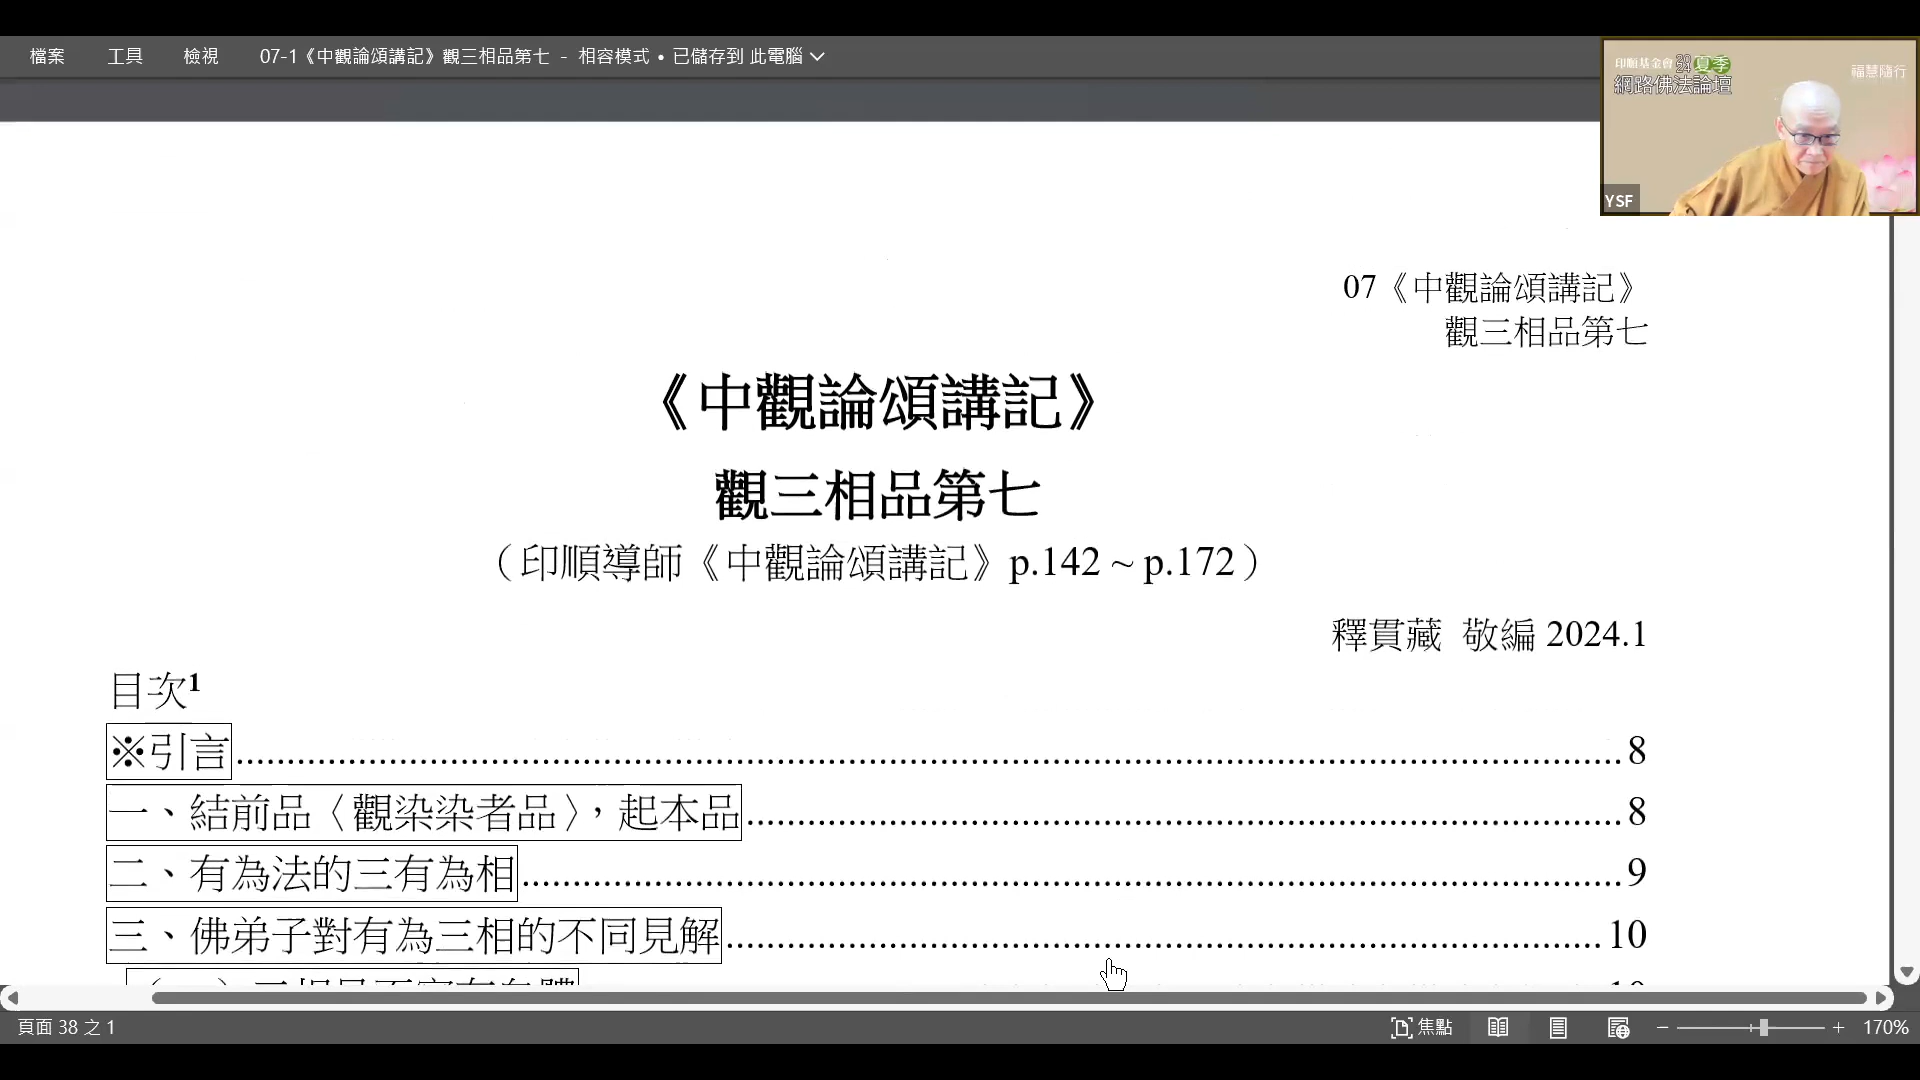 檔案 工具 檢視 07-1《中觀論頌講記》觀三相品第七 - 相容模式 • 已儲存到 此電腦
印順基金會 2024 夏季
網路佛法論壇
福慧隨行
YSF
07《中觀論頌講記》
觀三相品第七
《中觀論頌講記》
觀三相品第七
（印順導師《中觀論頌講記》p.142 ~ p.172）
釋貫藏 敬編 2024.1
目次1
※引言 8
一、結前品〈觀染染者品〉，起本品 8
二、有為法的三有為相 9
三、佛弟子對有為三相的不同見解 10
頁面 38 之 1 焦點 170%